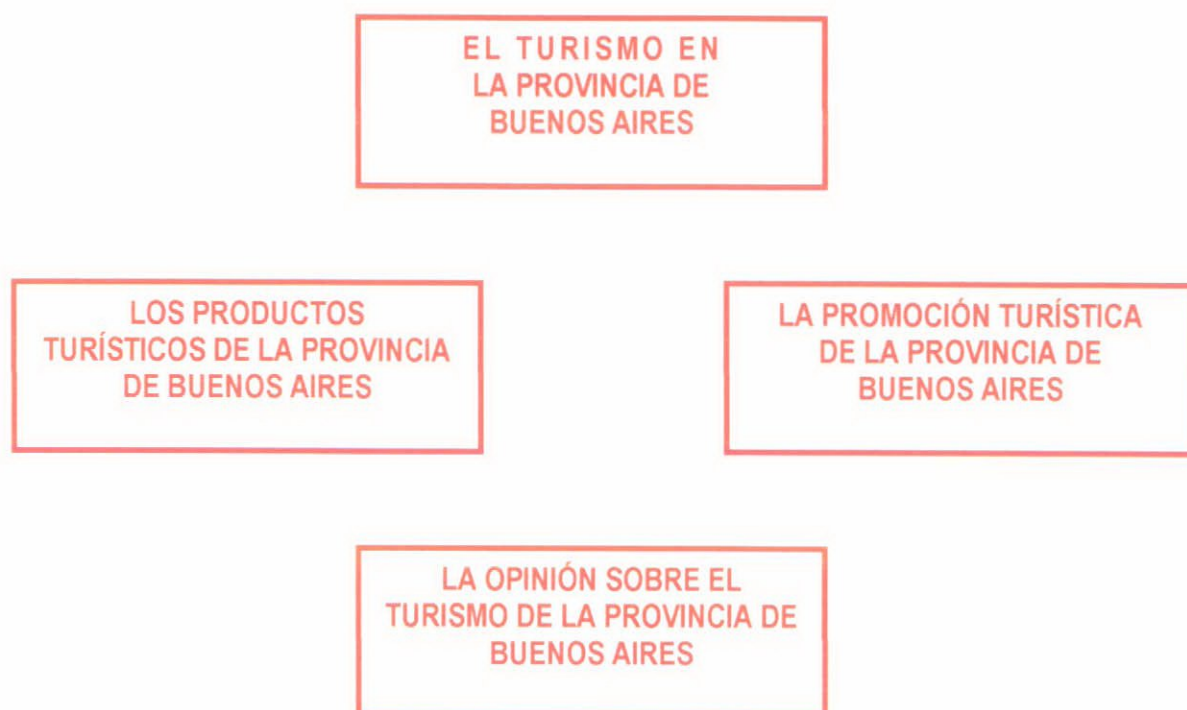 EL TURISMO EN
LA PROVINCIA DE
BUENOS AIRES
LOS PRODUCTOS
TURÍSTICOS DE LA PROVINCIA
DE BUENOS AIRES
LA PROMOCIÓN TURÍSTICA
DE LA PROVINCIA DE
BUENOS AIRES
LA OPINIÓN SOBRE EL
TURISMO DE LA PROVINCIA DE
BUENOS AIRES